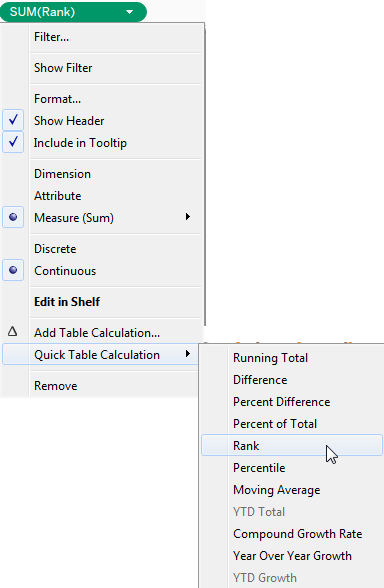 SUM(Rank)
Filter...
Show Filter
Format...
Show Header
Include in Tooltip
Dimension
Attribute
Measure (Sum)
Discrete
Continuous
Edit in Shelf
Add Table Calculation...
Quick Table Calculation
Remove
Running Total
Difference
Percent Difference
Percent of Total
Rank
Percentile
Moving Average
YTD Total
Compound Growth Rate
Year Over Year Growth
YTD Growth